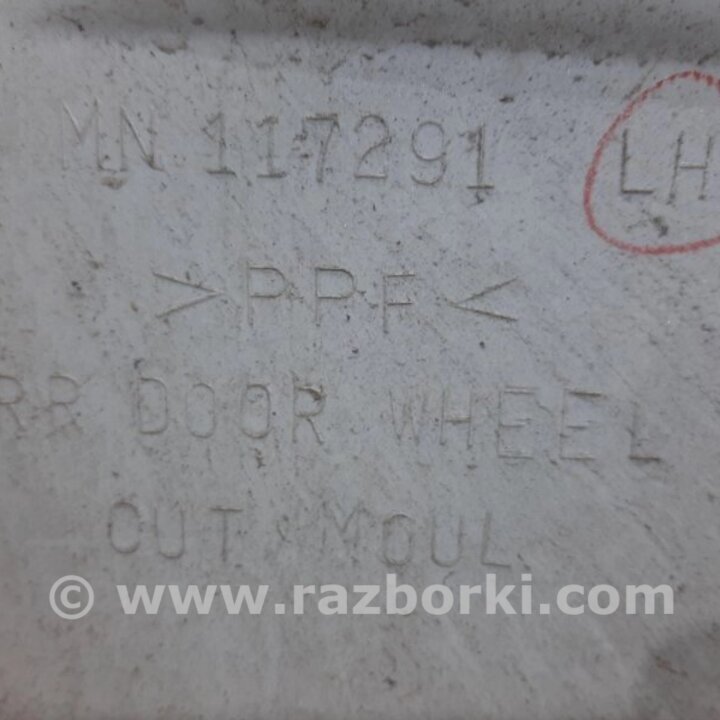 MN 117291 LH
>PPF<
RR DOOR WHEEL
CUT & MOUL
© www.razborki.com